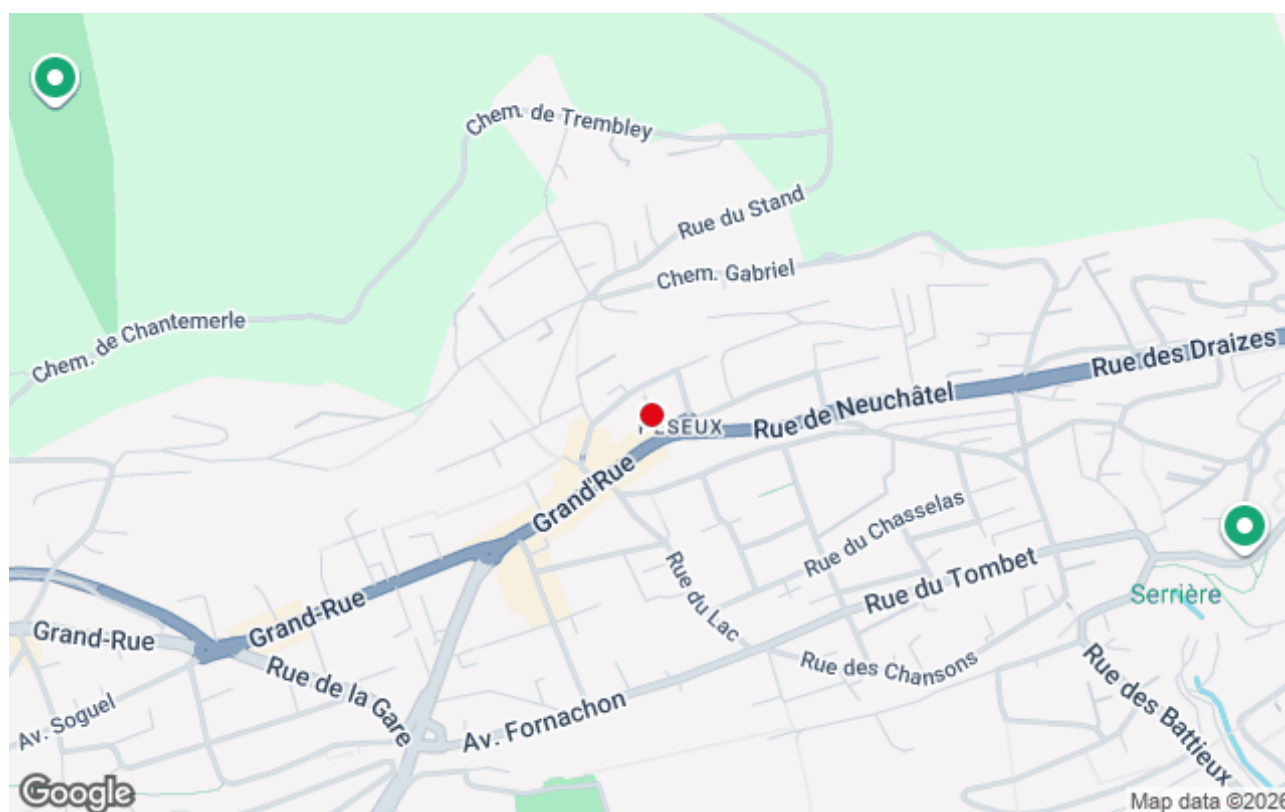 Chem. de Trembley
Rue du Stand
Chem. Gabriel
Chem. de Chantemerle
Rue des Draizes
Rue de Neuchâtel
Grand'Rue
Rue du Chasselas
Rue du Tombet
Serrière
Rue du Lac
Grand-Rue
Grand-Rue
Rue des Chansons
Rue de la Gare
Rue des Battieux
Av. Soguel
Av. Fornachon
Google
Map data ©2026